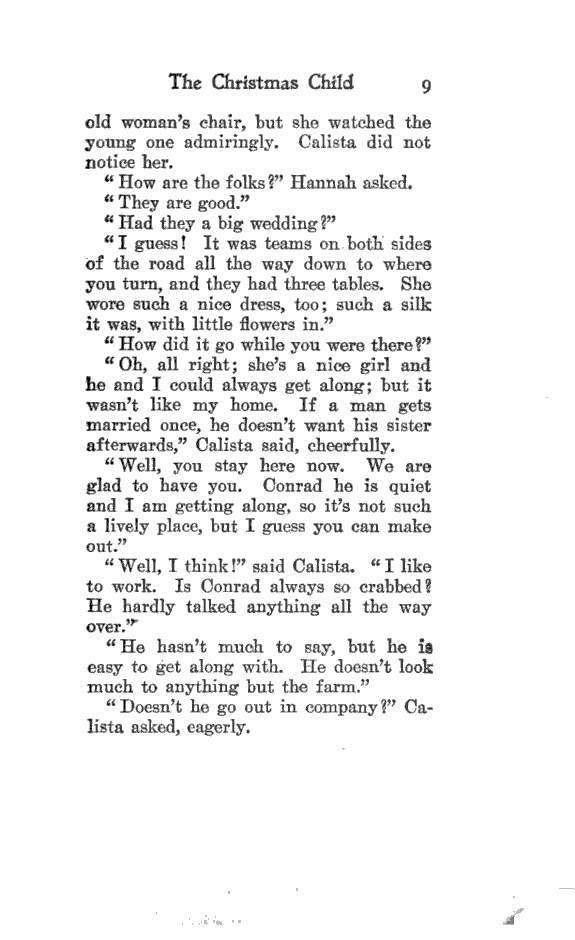 The Christmas Child 9
old woman's chair, but she watched the
young one admiringly. Calista did not
notice her.
"How are the folks?" Hannah asked.
"They are good."
"Had they a big wedding?"
"I guess! It was teams on both sides
of the road all the way down to where
you turn, and they had three tables. She
wore such a nice dress, too; such a silk
it was, with little flowers in."
"How did it go while you were there?"
"Oh, all right; she's a nice girl and
he and I could always get along; but it
wasn't like my home. If a man gets
married once, he doesn't want his sister
afterwards," Calista said, cheerfully.
"Well, you stay here now. We are
glad to have you. Conrad he is quiet
and I am getting along, so it's not such
a lively place, but I guess you can make
out."
"Well, I think!" said Calista. "I like
to work. Is Conrad always so crabbed?
He hardly talked anything all the way
over."
"He hasn't much to say, but he is
easy to get along with. He doesn't look
much to anything but the farm."
"Doesn't he go out in company?" Ca-
lista asked, eagerly.